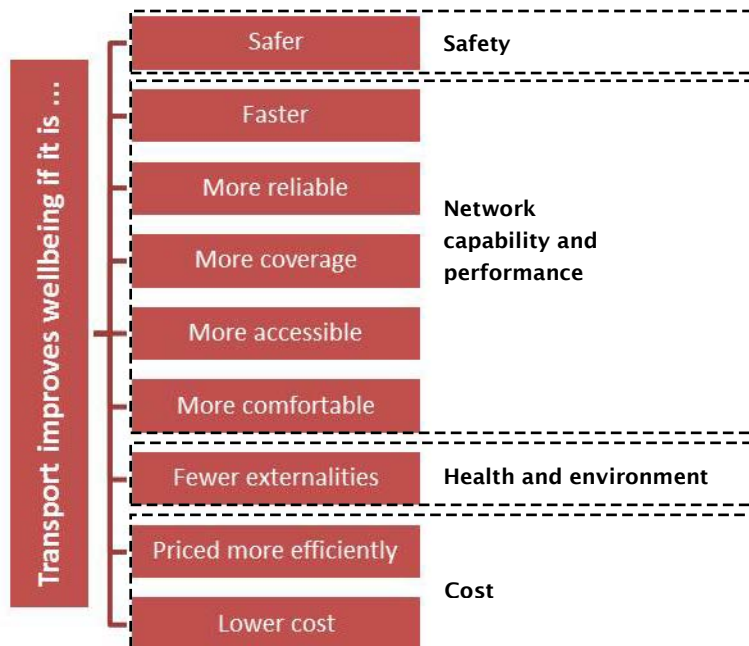 Transport improves wellbeing if it is ...
Safer
Safety
Faster
More reliable
More coverage
More accessible
More comfortable
Network
capability and
performance
Fewer externalities
Health and environment
Priced more efficiently
Lower cost
Cost